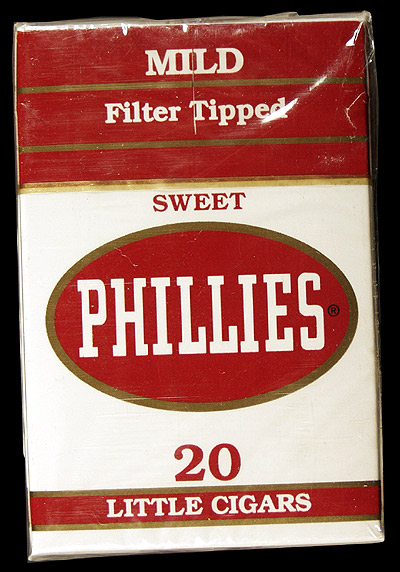 MILD
Filter Tipped
SWEET
PHILLIES®
20
LITTLE CIGARS